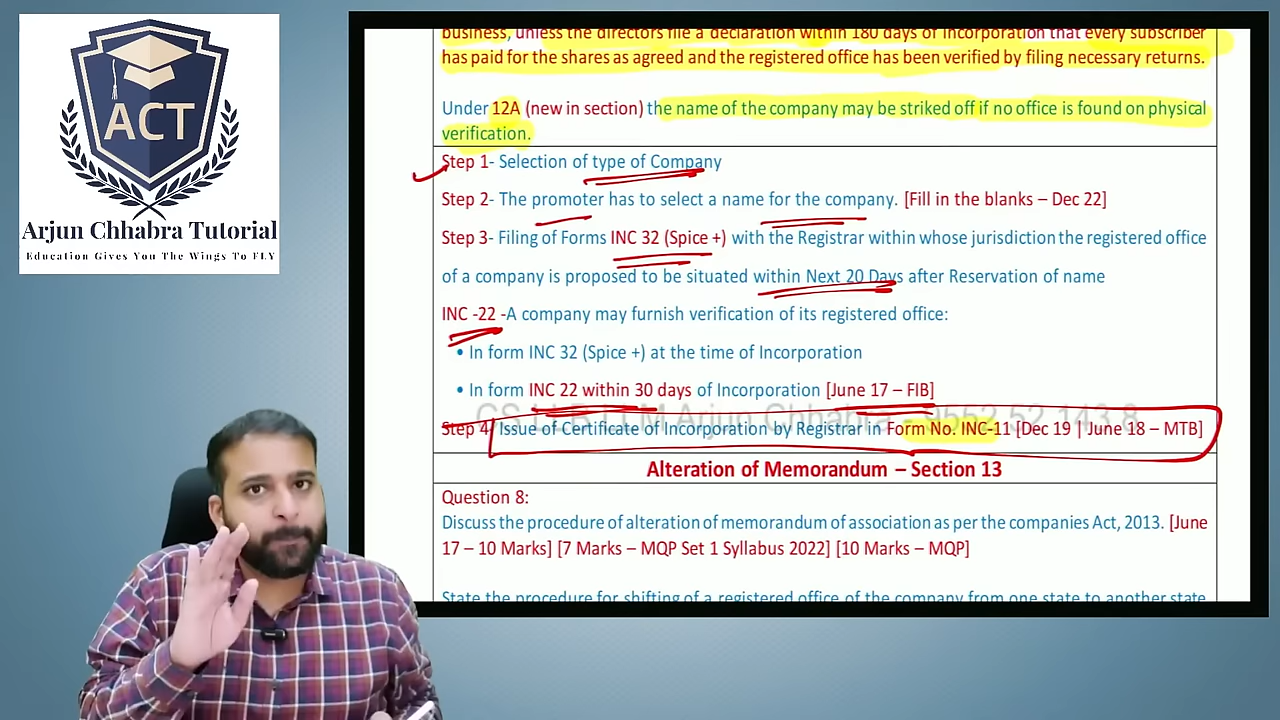 ACT
Arjun Chhabra Tutorial
Education Gives You The Wings To FLY
business, unless the directors file a declaration within 180 days of incorporation that every subscriber
has paid for the shares as agreed and the registered office has been verified by filing necessary returns.
Under 12A (new in section) the name of the company may be striked off if no office is found on physical
verification.
Step 1- Selection of type of Company
Step 2- The promoter has to select a name for the company. [Fill in the blanks – Dec 22]
Step 3- Filing of Forms INC 32 (Spice +) with the Registrar within whose jurisdiction the registered office
of a company is proposed to be situated within Next 20 Days after Reservation of name
INC -22 -A company may furnish verification of its registered office:
• In form INC 32 (Spice +) at the time of Incorporation
• In form INC 22 within 30 days of Incorporation [June 17 – FIB]
Arjun Chhabra
Step 4 Issue of Certificate of Incorporation by Registrar in Form No. INC-11 [Dec 19 | June 18 – MTB]
Alteration of Memorandum – Section 13
Question 8:
Discuss the procedure of alteration of memorandum of association as per the companies Act, 2013. [June
17 – 10 Marks] [7 Marks – MQP Set 1 Syllabus 2022] [10 Marks – MQP]
State the procedure for shifting of a registered office of the company from one state to another state